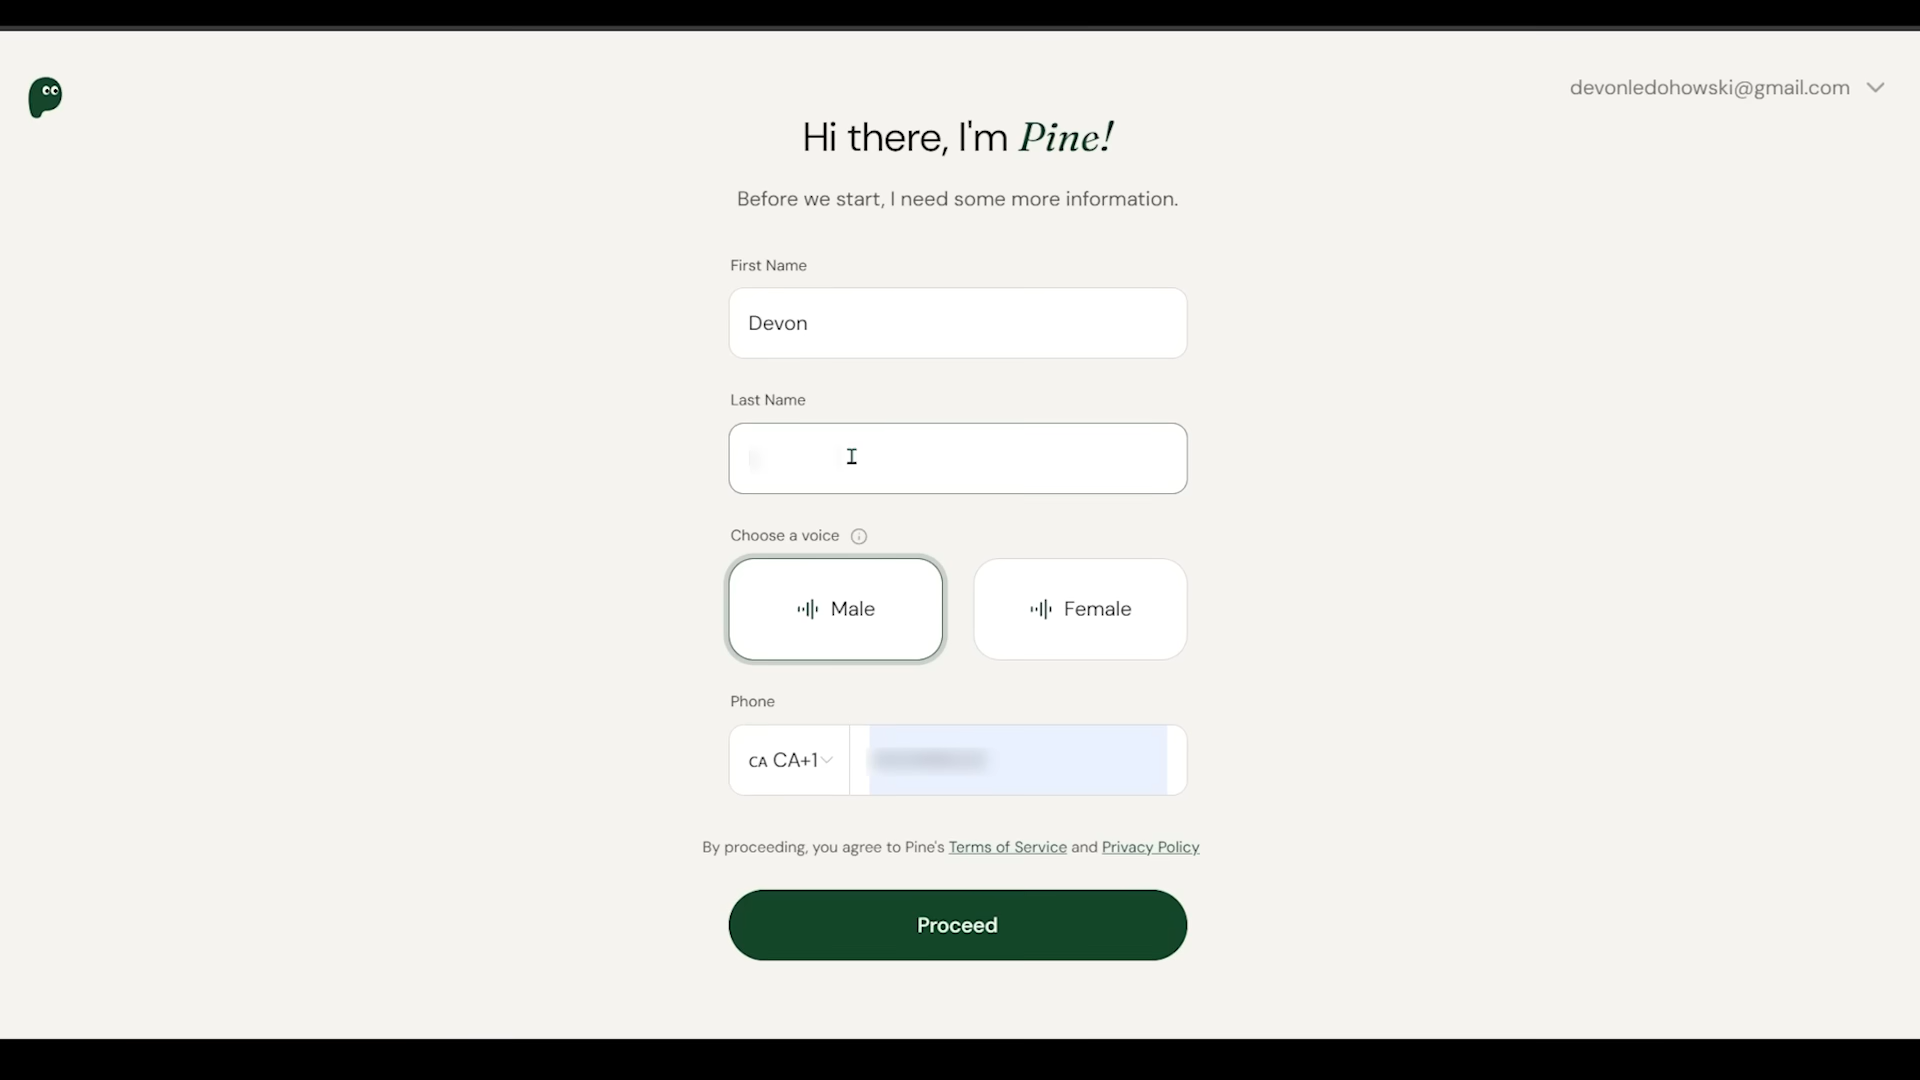 devonledohowski@gmail.com
Hi there, I'm Pine!
Before we start, I need some more information.
First Name
Devon
Last Name
Choose a voice
Male
Female
Phone
CA CA+1
By proceeding, you agree to Pine's Terms of Service and Privacy Policy
Proceed